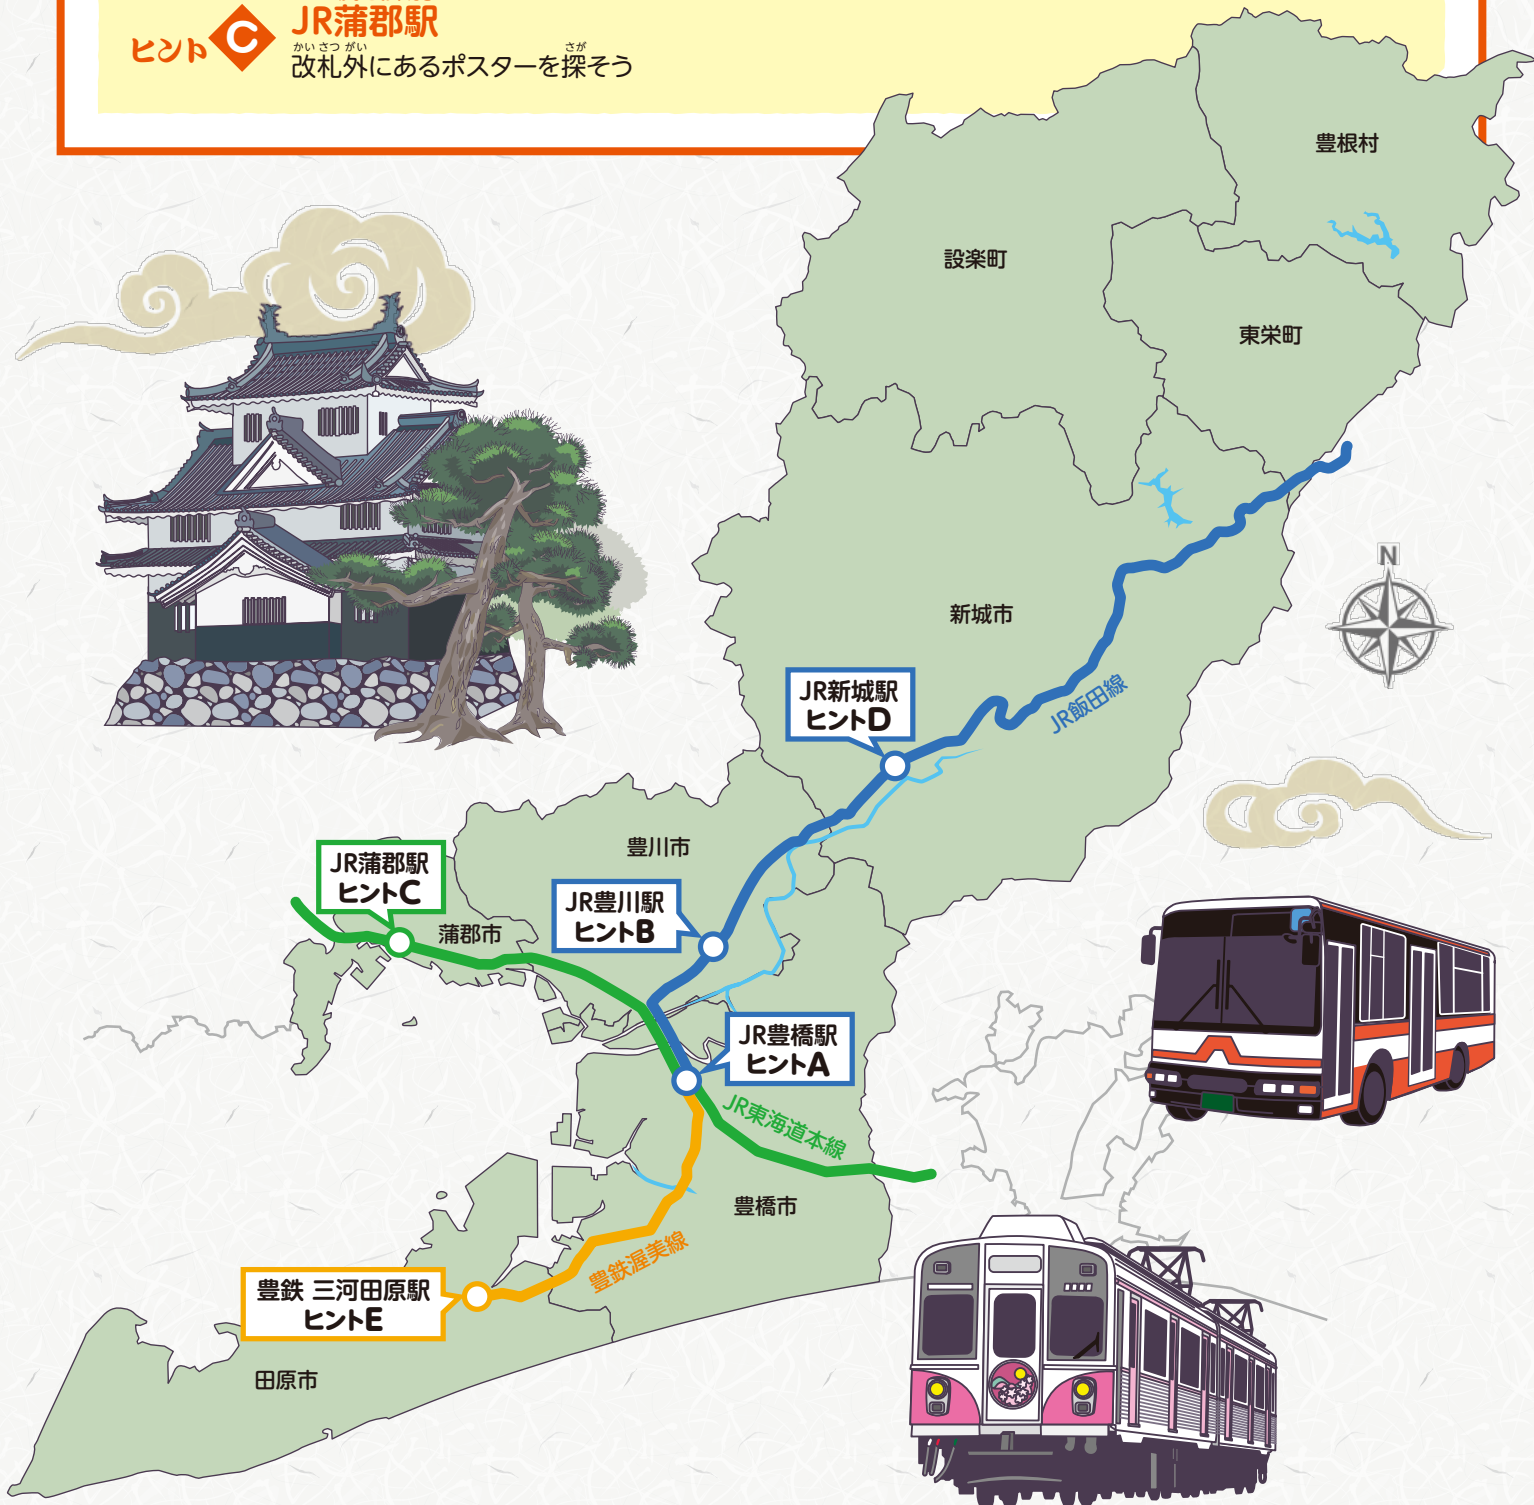 JR蒲郡駅
ヒントC
かいさつがい
さが
改札外にあるポスターを探そう
豊根村
設楽町
東栄町
N
新城市
JR新城駅
ヒントD
JR飯田線
豊川市
JR蒲郡駅
ヒントC
蒲郡市
JR豊川駅
ヒントB
JR豊橋駅
ヒントA
JR東海道本線
豊橋市
豊鉄渥美線
豊鉄 三河田原駅
ヒントE
田原市